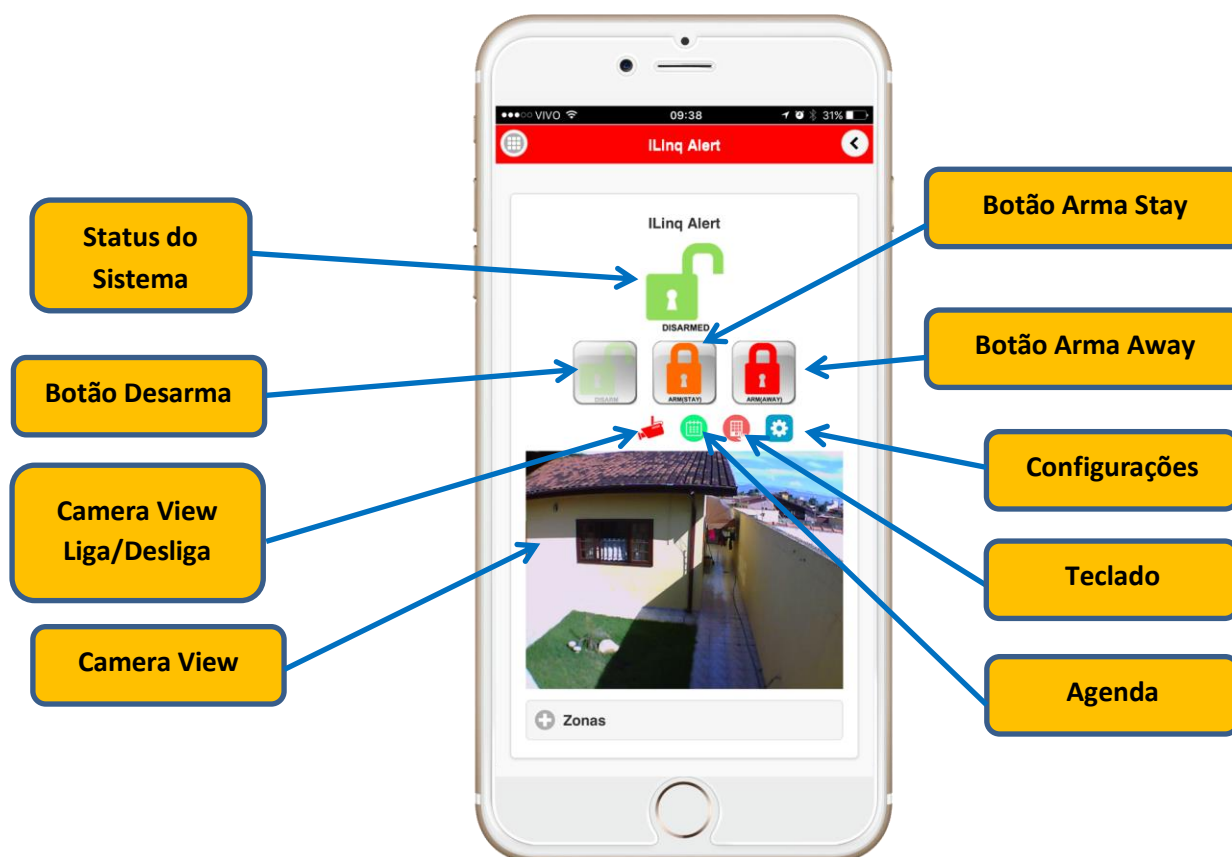 VIVO 09:38 31%
iLinq Alert
ILinq Alert
DISARMED
DISARM
ARM(STAY)
ARM(AWAY)
Zonas
Status do
Sistema
Botão Desarma
Camera View
Liga/Desliga
Camera View
Botão Arma Stay
Botão Arma Away
Configurações
Teclado
Agenda